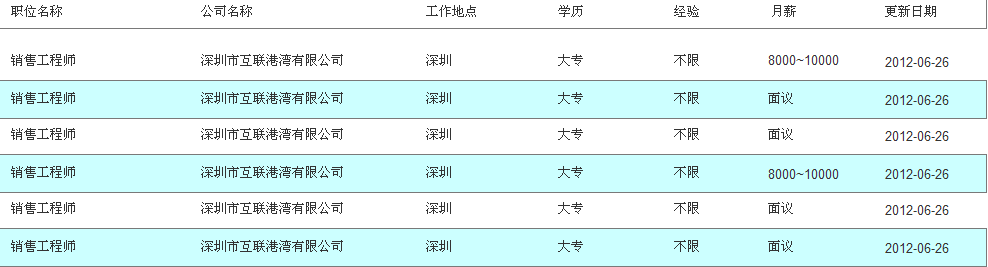 职位名称 公司名称 工作地点 学历 经验 月薪 更新日期
销售工程师 深圳市互联港湾有限公司 深圳 大专 不限 8000~10000 2012-06-26
销售工程师 深圳市互联港湾有限公司 深圳 大专 不限 面议 2012-06-26
销售工程师 深圳市互联港湾有限公司 深圳 大专 不限 面议 2012-06-26
销售工程师 深圳市互联港湾有限公司 深圳 大专 不限 8000~10000 2012-06-26
销售工程师 深圳市互联港湾有限公司 深圳 大专 不限 面议 2012-06-26
销售工程师 深圳市互联港湾有限公司 深圳 大专 不限 面议 2012-06-26